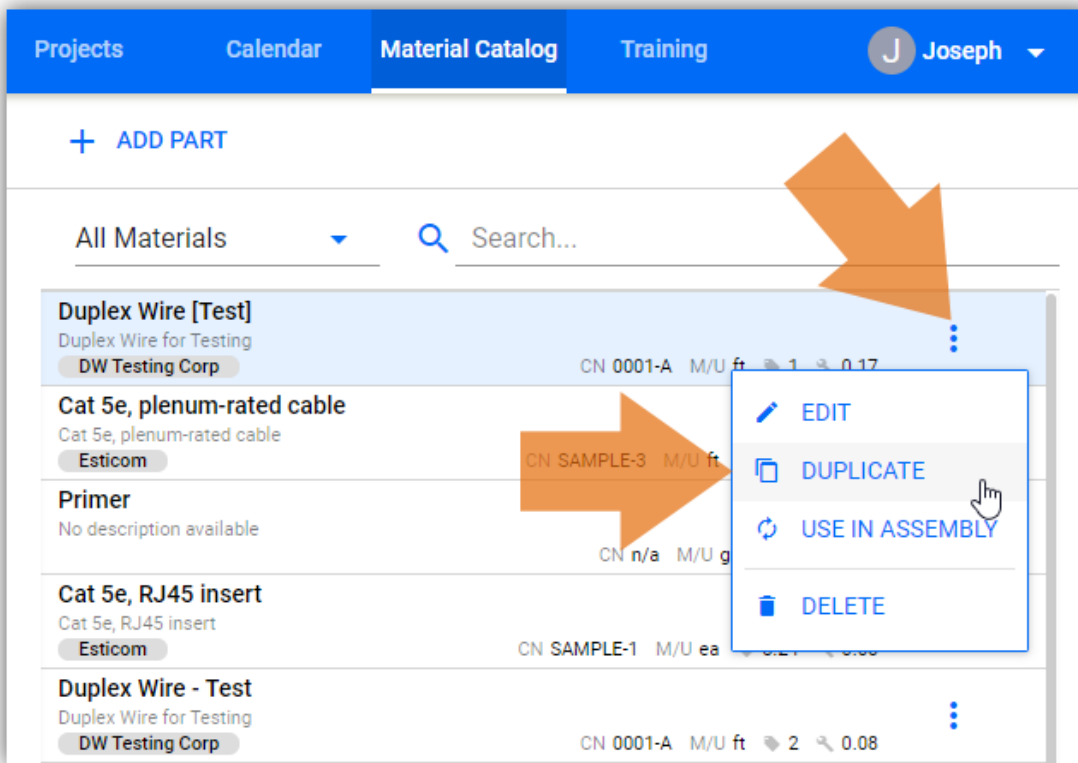 Projects Calendar Material Catalog Training J Joseph
+ ADD PART
All Materials Search...
Duplex Wire [Test]
Duplex Wire for Testing
DW Testing Corp CN 0001-A M/U ft 1 0.17
Cat 5e, plenum-rated cable
Cat 5e, plenum-rated cable
Esticom CN SAMPLE-3 M/U ft
Primer
No description available
CN n/a M/U
Cat 5e, RJ45 insert
Cat 5e, RJ45 insert
Esticom CN SAMPLE-1 M/U ea
Duplex Wire - Test
Duplex Wire for Testing
DW Testing Corp CN 0001-A M/U ft 2 0.08
EDIT
DUPLICATE
USE IN ASSEMBLY
DELETE